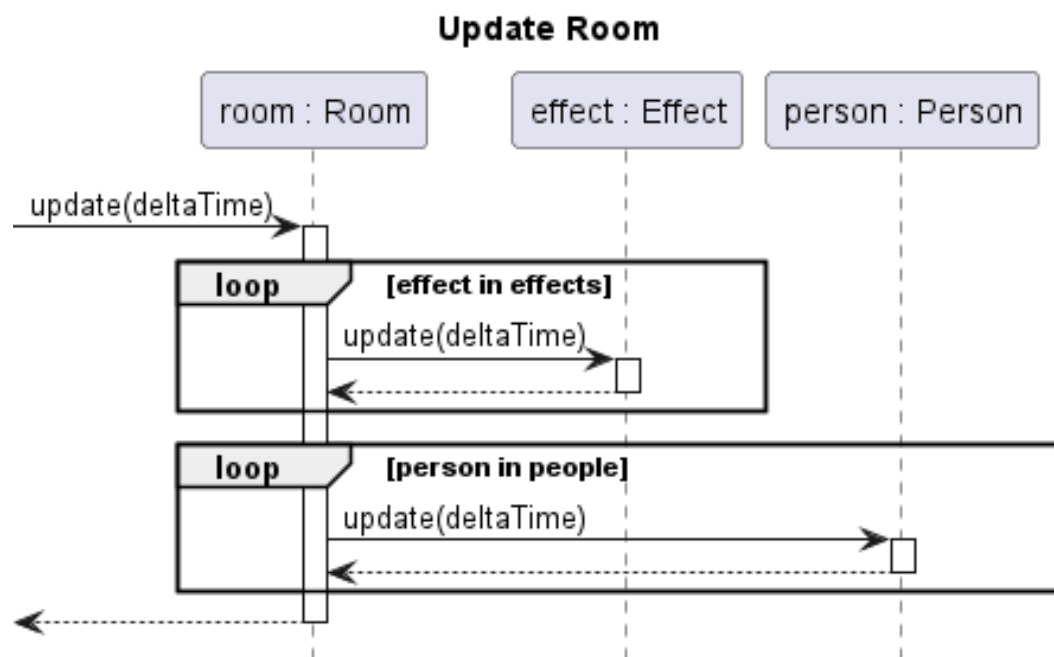 Update Room
room : Room
effect : Effect
person : Person
update(deltaTime)
loop
[effect in effects]
update(deltaTime)
loop
[person in people]
update(deltaTime)